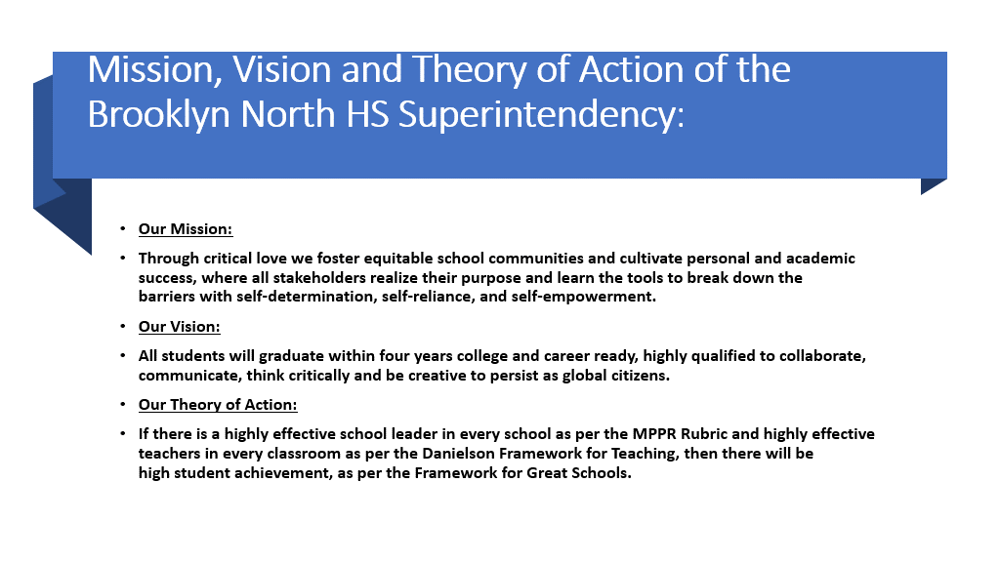 Mission, Vision and Theory of Action of the
Brooklyn North HS Superintendency:
• Our Mission:
• Through critical love we foster equitable school communities and cultivate personal and academic
success, where all stakeholders realize their purpose and learn the tools to break down the
barriers with self-determination, self-reliance, and self-empowerment.
• Our Vision:
• All students will graduate within four years college and career ready, highly qualified to collaborate,
communicate, think critically and be creative to persist as global citizens.
• Our Theory of Action:
• If there is a highly effective school leader in every school as per the MPPR Rubric and highly effective
teachers in every classroom as per the Danielson Framework for Teaching, then there will be
high student achievement, as per the Framework for Great Schools.